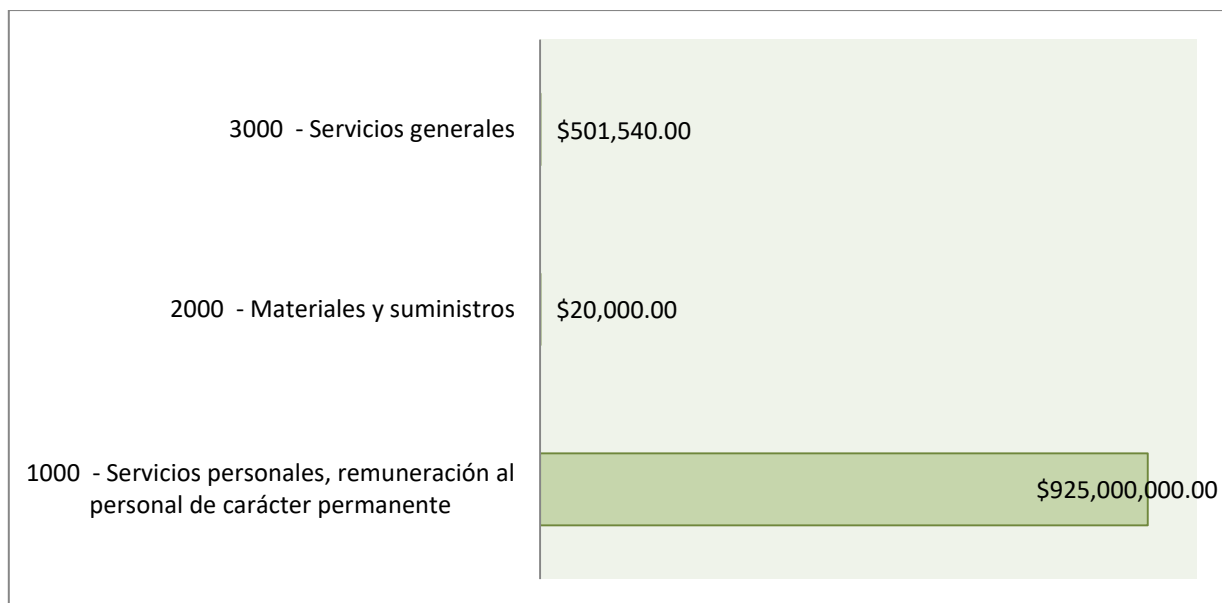 3000  - Servicios generales
$501,540.00
2000  - Materiales y suministros
$20,000.00
1000  - Servicios personales, remuneración al
personal de carácter permanente
$925,000,000.00